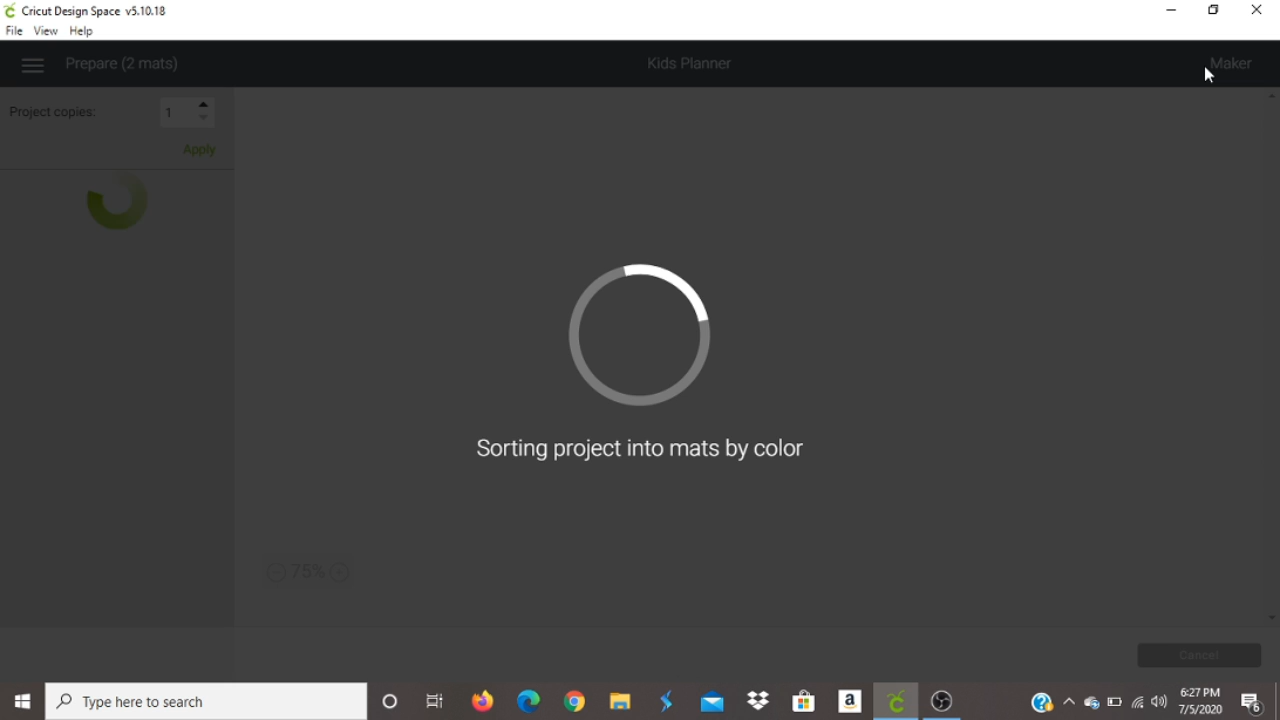 Cricut Design Space v5.10.18
File View Help
Prepare (2 mats)
Kids Planner
Maker
Project copies:
1
Apply
Sorting project into mats by color
75%
Cancel
Type here to search
a
6:27 PM
7/5/2020
6